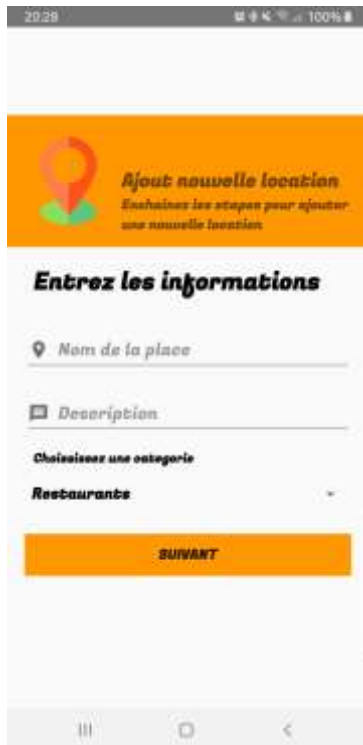 20:28
100%
Ajout nouvelle location
Enchainez les etapes pour ajouter
une nouvelle location
Entrez les informations
Nom de la place
Description
Choisissez une categorie
Restaurants
SUIVANT